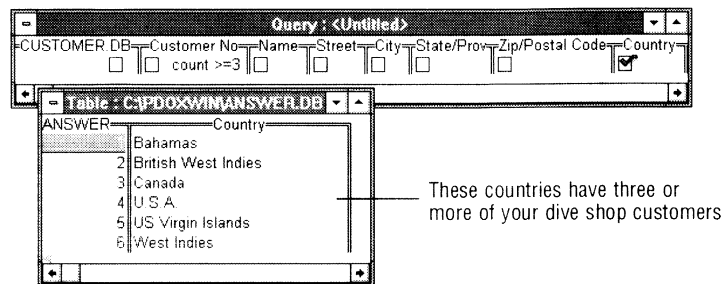 Query : <Untitled>
CUSTOMER.DB Customer No Name Street City State/Prov Zip/Postal Code Country
count >=3
Table : C:\PDOXWIN\ANSWER.DB
ANSWER Country
Bahamas
2 British West Indies
3 Canada
4 U.S.A.
5 US Virgin Islands
6 West Indies
These countries have three or
more of your dive shop customers